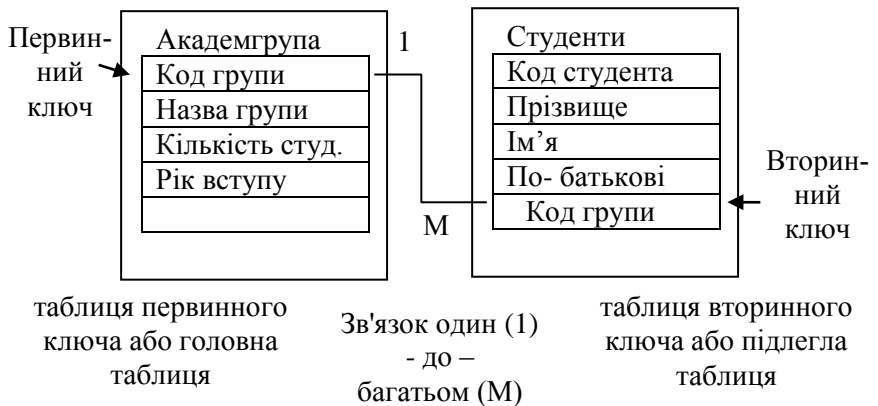 Первин-
ний
ключ
Академгрупа
Код групи
Назва групи
Кількість студ.
Рік вступу
1
М
Студенти
Код студента
Прізвище
Ім’я
По- батькові
Код групи
Вторин-
ний
ключ
таблиця первинного
ключа або головна
таблиця
Зв'язок один (1)
- до –
багатьом (М)
таблиця вторинного
ключа або підлегла
таблиця